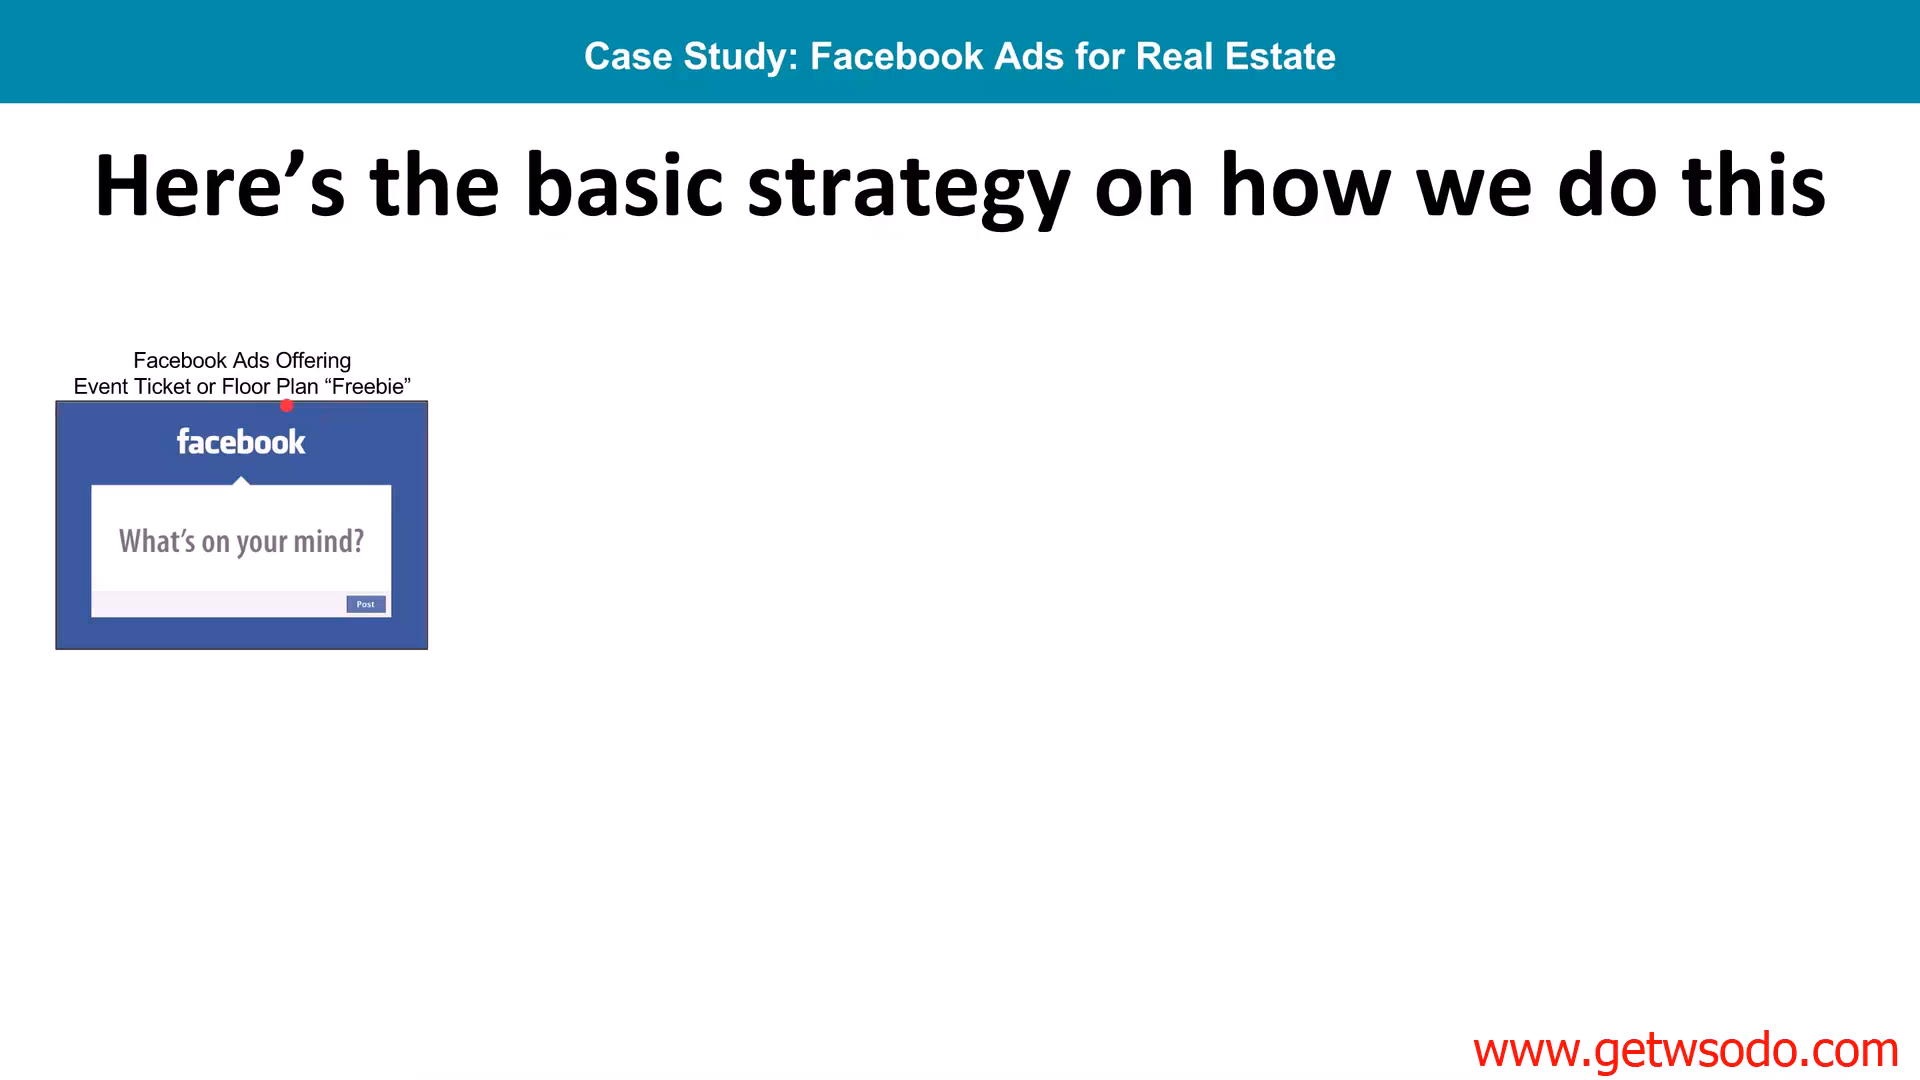 Case Study: Facebook Ads for Real Estate
Here’s the basic strategy on how we do this
Facebook Ads Offering
Event Ticket or Floor Plan “Freebie”
facebook
What’s on your mind?
Post
www.getwsodo.com